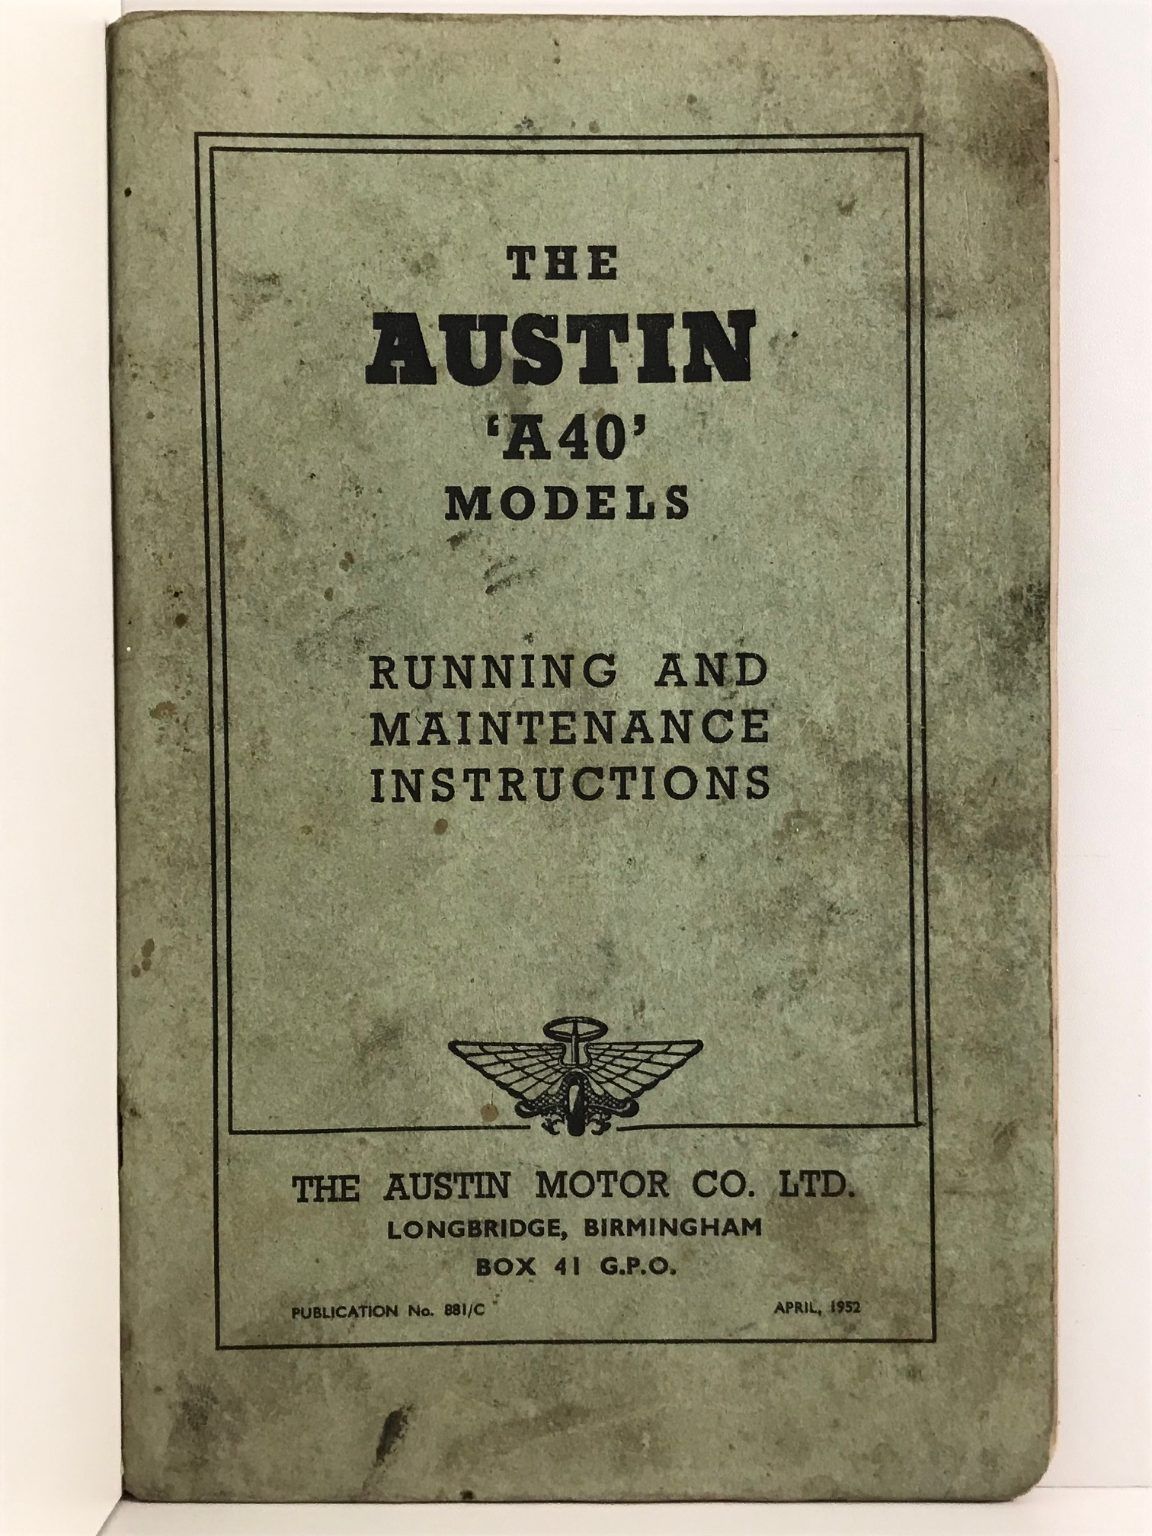 THE
AUSTIN
‘A40’
MODELS
RUNNING AND
MAINTENANCE
INSTRUCTIONS
THE AUSTIN MOTOR CO. LTD.
LONGBRIDGE, BIRMINGHAM
BOX 41 G.P.O.
PUBLICATION No. 881/C APRIL, 1952